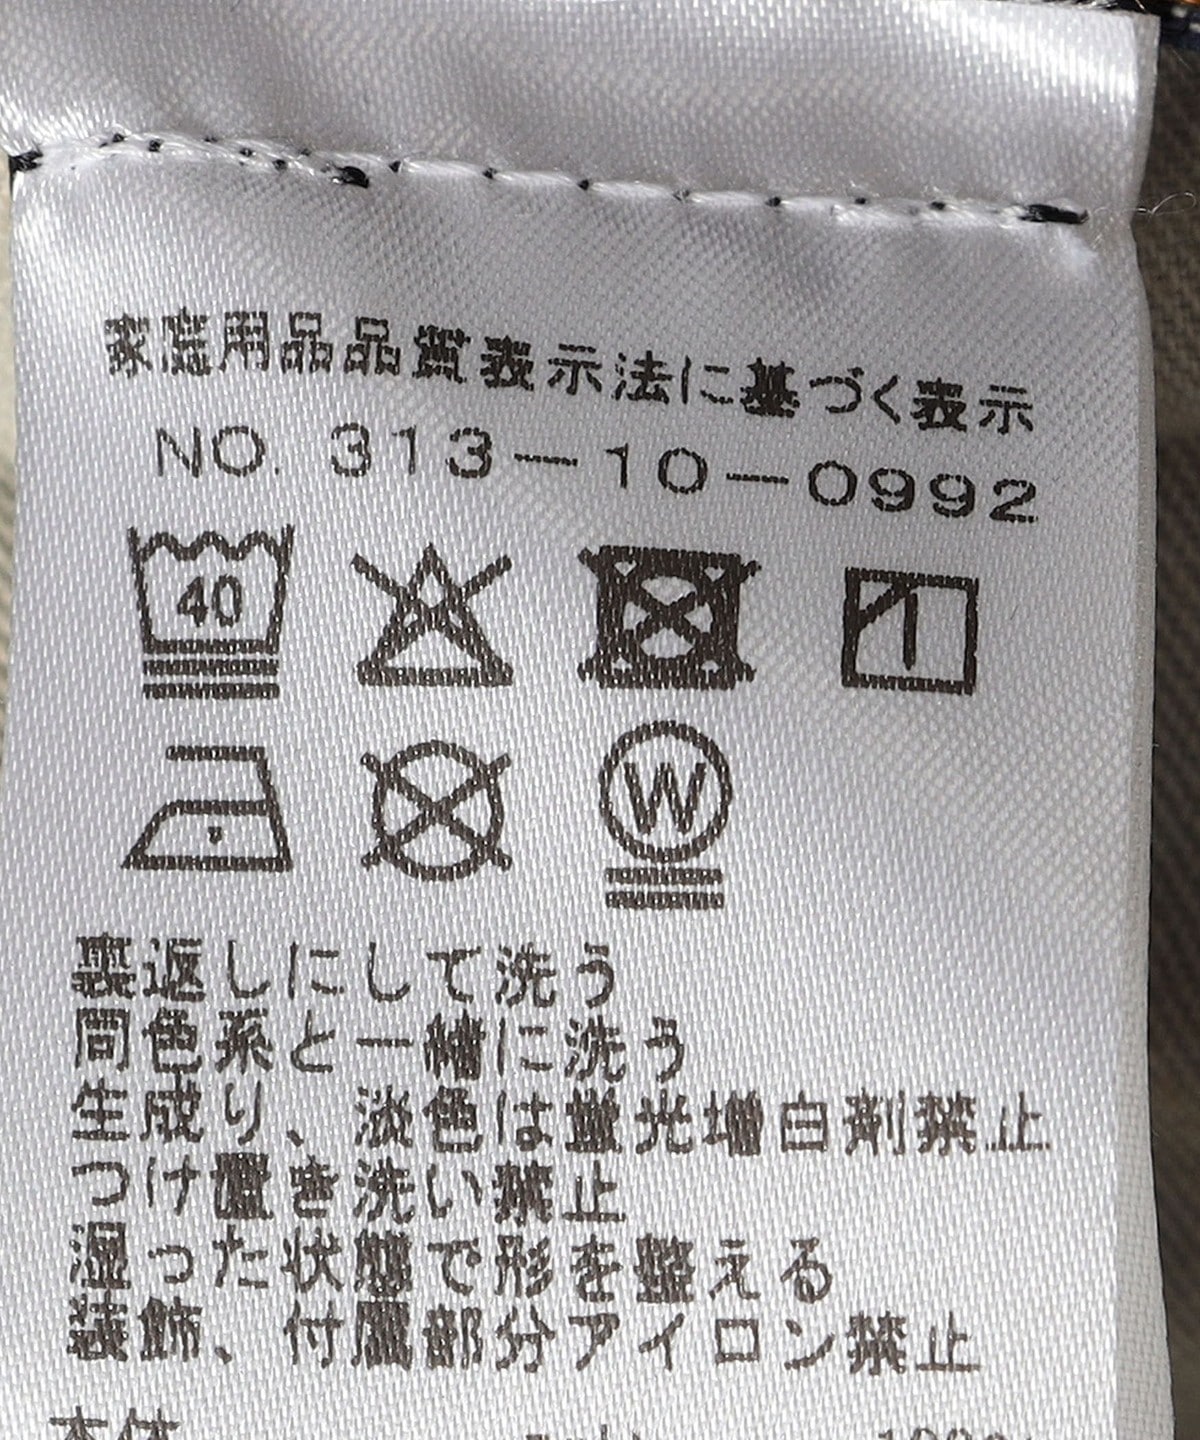 家庭用品品質表示法に基づく表示
NO. 313-10-0992
40
W
裏返しにして洗う
同色系と一緒に洗う
生成り、淡色は蛍光増白剤禁止
つけ置き洗い禁止
湿った状態で形を整える
装飾、付属部分アイロン禁止
本体